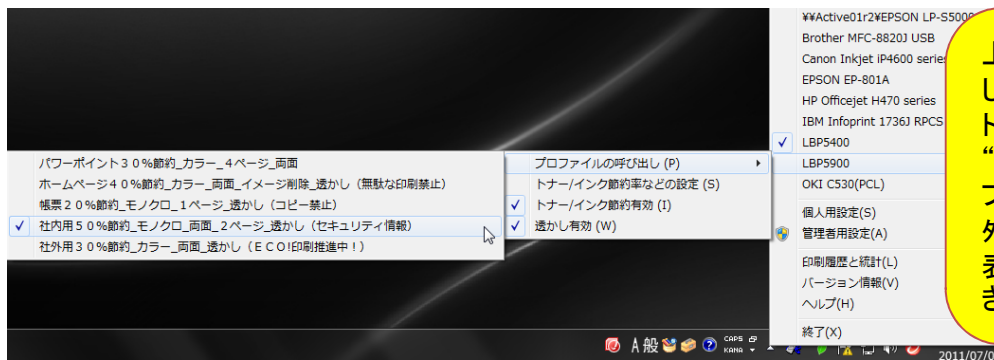 ¥¥Active01r2¥EPSON LP-S5000
Brother MFC-8820J USB
Canon Inkjet iP4600 series
EPSON EP-801A
HP Officejet H470 series
IBM Infoprint 1736J RPCS
LBP5400
LBP5900
OKI C530(PCL)
個人用設定(S)
管理者用設定(A)
印刷履歴と統計(L)
バージョン情報(V)
ヘルプ(H)
終了(X)
プロファイルの呼び出し (P)
トナー/インク節約率などの設定 (S)
トナー/インク節約有効 (I)
透かし有効 (W)
パワーポイント30%節約_カラー_4ページ_両面
ホームページ40%節約_カラー_両面_イメージ削除_透かし(無駄な印刷禁止)
帳票20%節約_モノクロ_1ページ_透かし(コピー禁止)
社内用50%節約_モノクロ_両面_2ページ_透かし(セキュリティ情報)
社外用30%節約_カラー_両面_透かし(ECO!印刷推進中!)
上
し
ト
“
プ
外
表
き
A 般
CAPS
KANA
2011/07/0